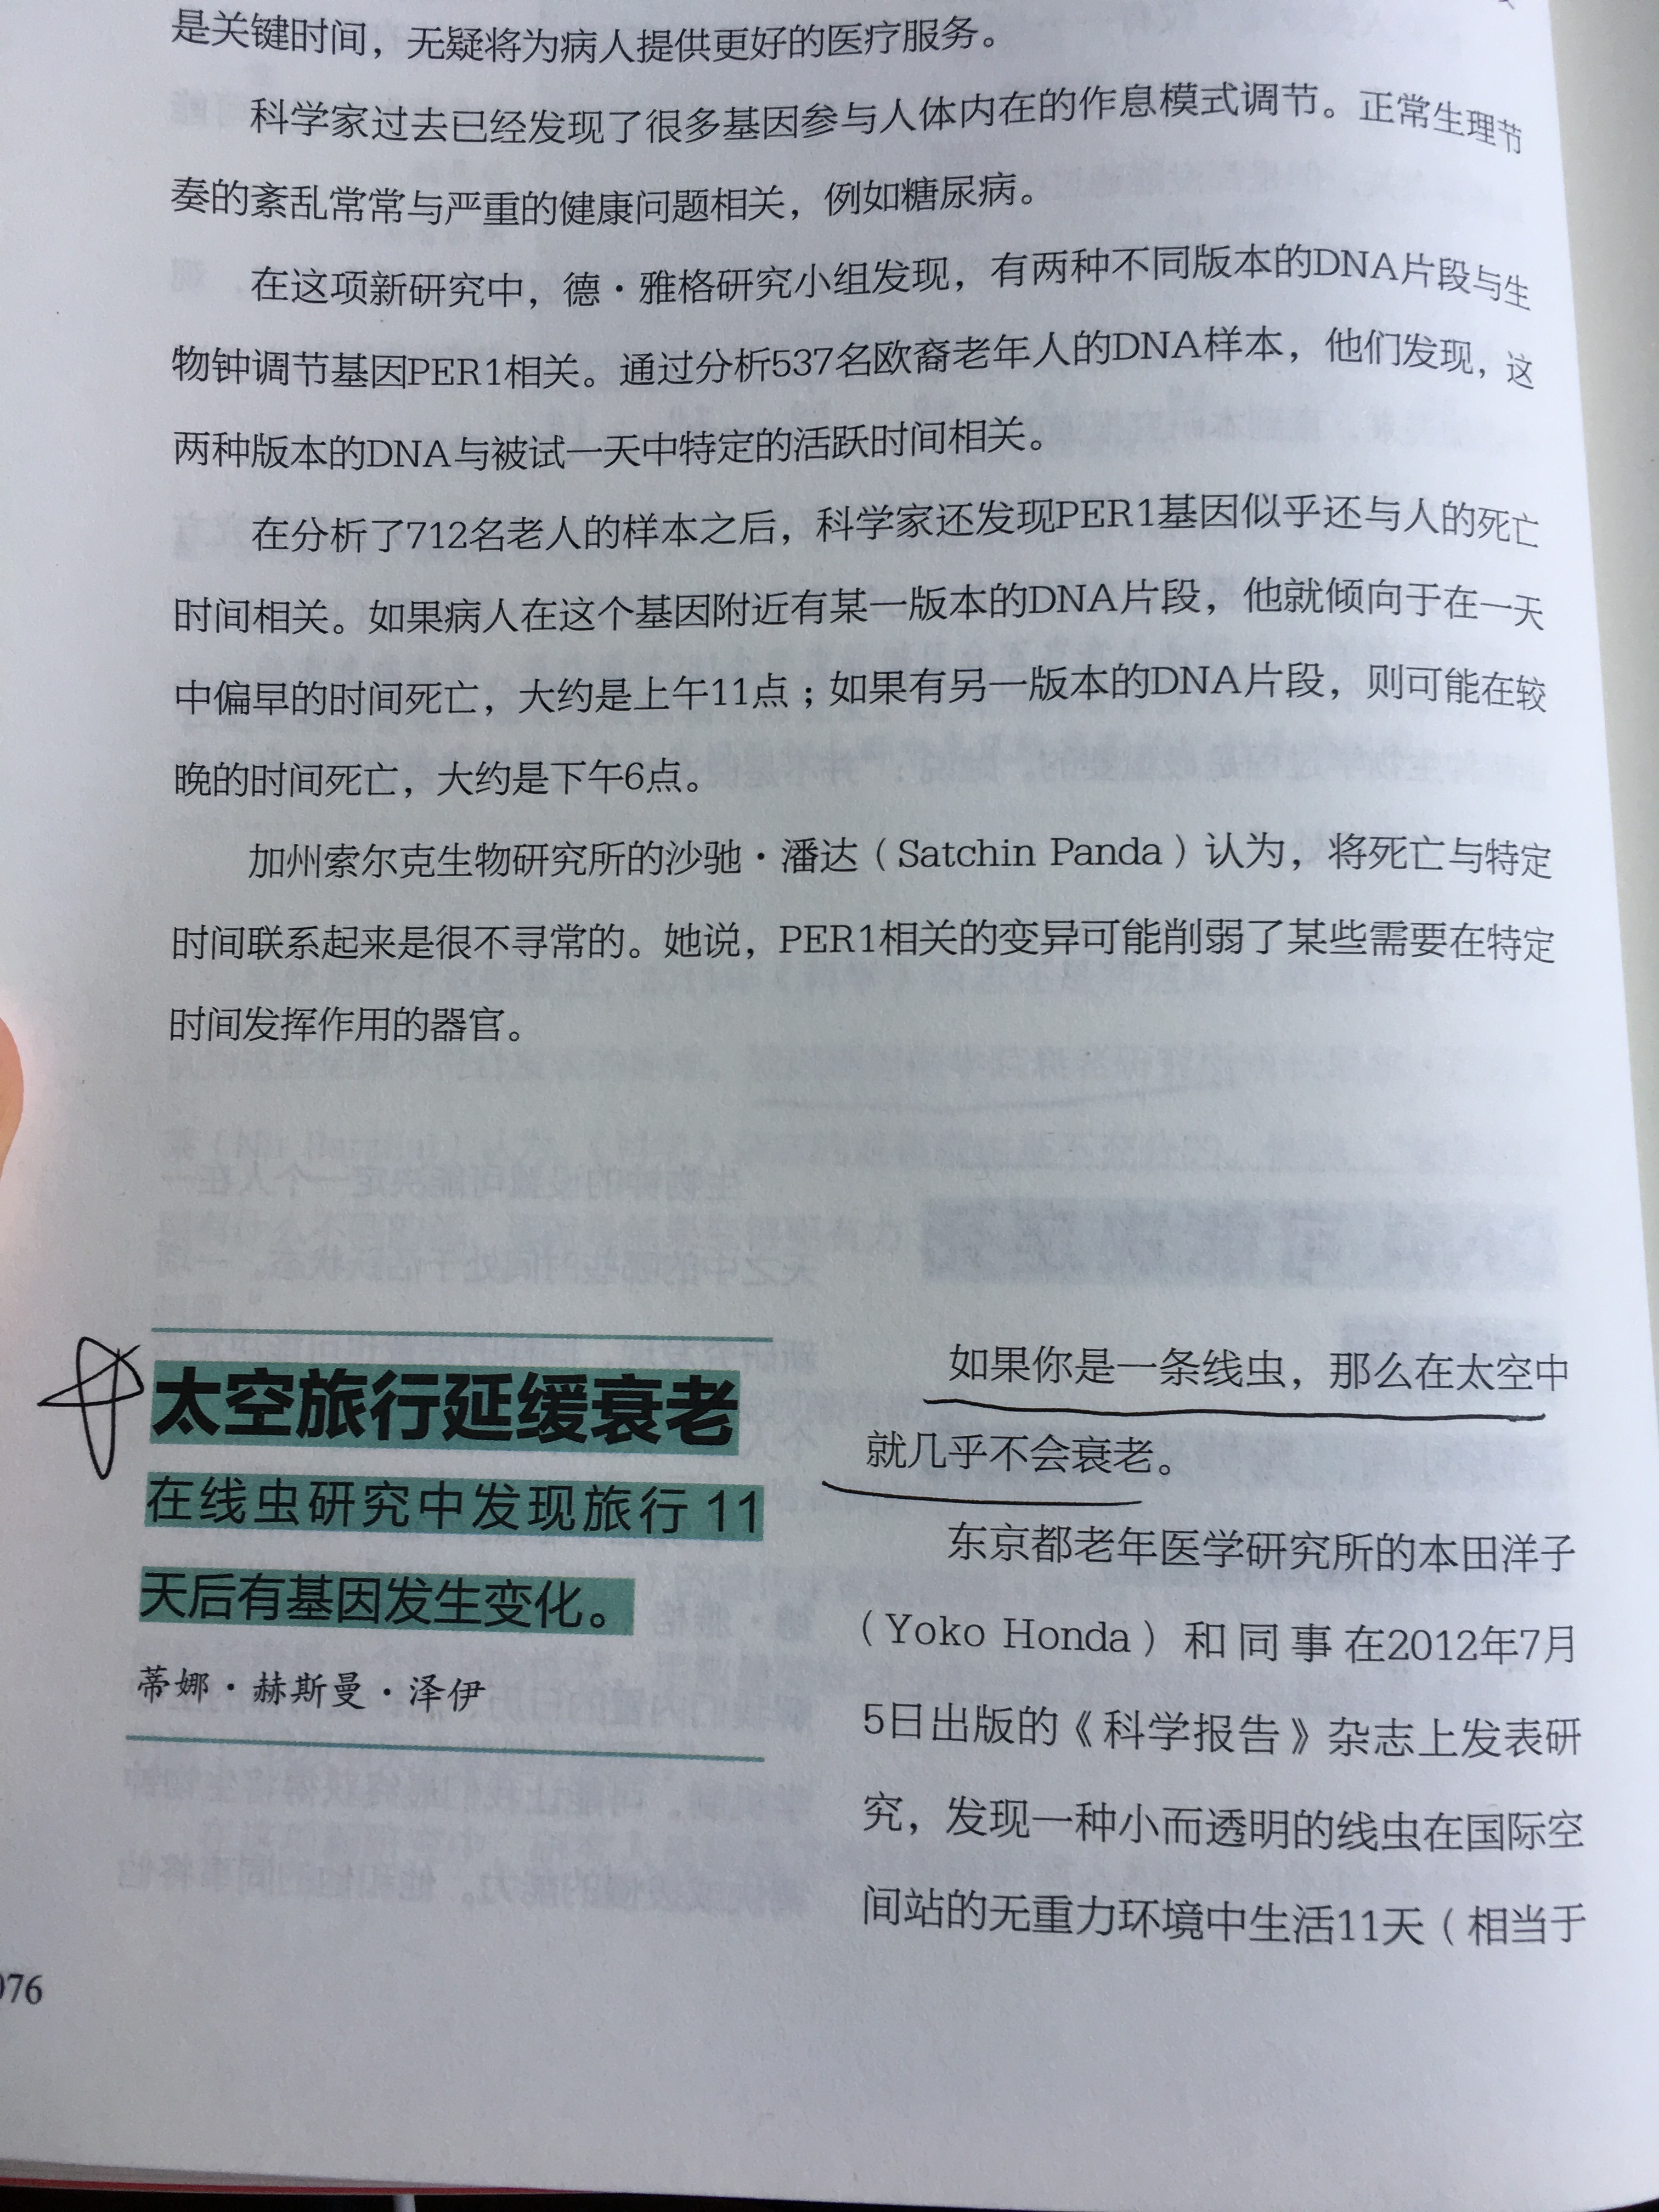 是关键时间，无疑将为病人提供更好的医疗服务。
科学家过去已经发现了很多基因参与人体内在的作息模式调节。正常生理节
奏的紊乱常常与严重的健康问题相关，例如糖尿病。
在这项新研究中，德·雅格研究小组发现，有两种不同版本的DNA片段与生
物钟调节基因PER1相关。通过分析537名欧裔老年人的DNA样本，他们发现，这
两种版本的DNA与被试一天中特定的活跃时间相关。
在分析了712名老人的样本之后，科学家还发现PER1基因似乎还与人的死亡
时间相关。如果病人在这个基因附近有某一版本的DNA片段，他就倾向于在一天
中偏早的时间死亡，大约是上午11点；如果有另一版本的DNA片段，则可能在较
晚的时间死亡，大约是下午6点。
加州索尔克生物研究所的沙驰·潘达（Satchin Panda）认为，将死亡与特定
时间联系起来是很不寻常的。她说，PER1相关的变异可能削弱了某些需要在特定
时间发挥作用的器官。
太空旅行延缓衰老
在线虫研究中发现旅行 11
天后有基因发生变化。
蒂娜·赫斯曼·泽伊
如果你是一条线虫，那么在太空中
就几乎不会衰老。
东京都老年医学研究所的本田洋子
（Yoko Honda）和同事在2012年7月
5日出版的《科学报告》杂志上发表研
究，发现一种小而透明的线虫在国际空
间站的无重力环境中生活11天（相当于
076